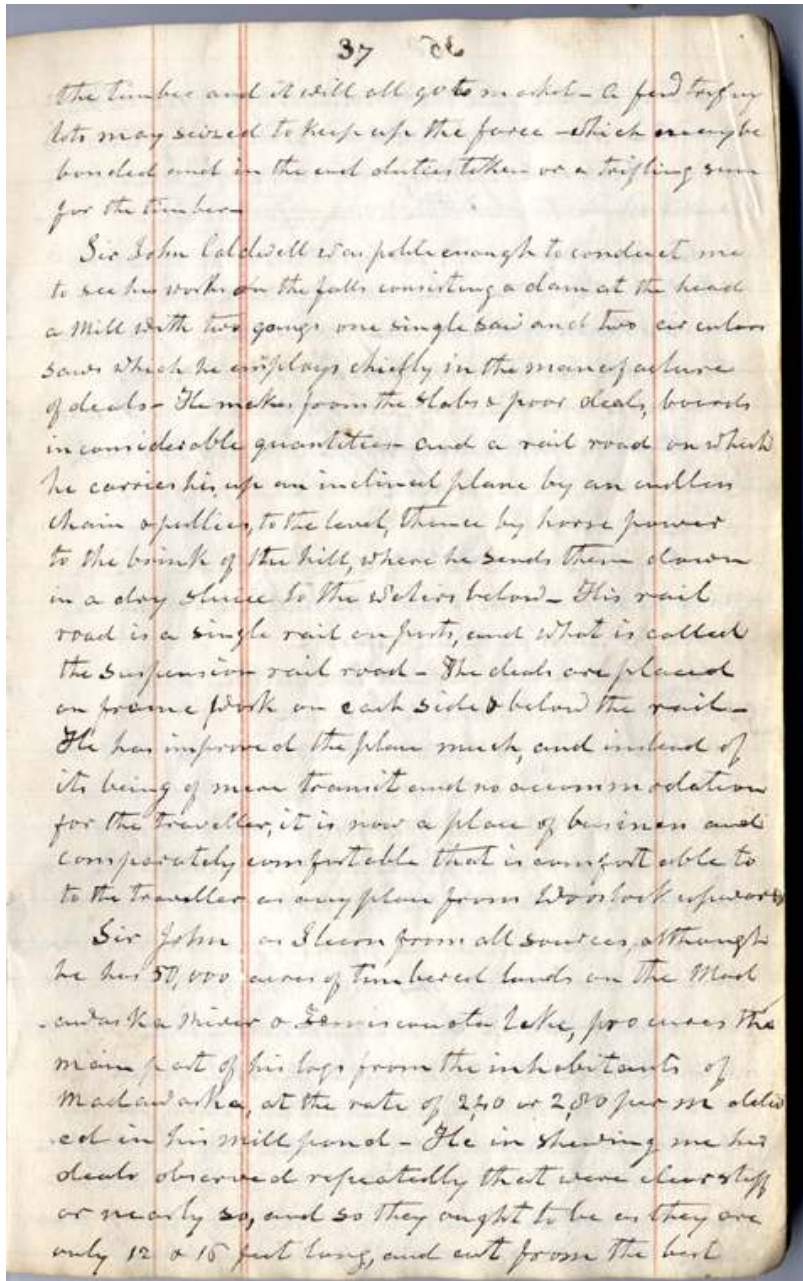 37
the timber and it will all go to market - A few trifling
lots may seized to keep up the farce - which may be
bonded and in the end duties taken or a trifling sum
for the timber -
Sir John Caldwell was polite enough to conduct me
to see his works on the falls consisting a dam at the head
a Mill with two gangs one single saw and two circular
saws which he employs chiefly in the manufacture
of deals - He makes from the slabs & poor deals, boards
in considerable quantities - and a rail road on which
he carries his up an inclined plane by an endless
chain & pullies, to the level, thence by horse power
to the brink of the hill, where he sends them down
in a dry sluice to the waters below - His rail
road is a single rail on posts, and what is called
the suspension rail road - The deals are placed
on frame work on each side & below the rail -
He has improved the place much, and instead of
its being of mere transit and no accommodation
for the traveller, it is now a place of business and
comparately comfortable that is comfortable to
to the traveller as any place from Woostock upwards
Sir John as I learn from all sources, although
he has 50,000 acres of timbered lands on the Mad
-awaska River & Temiscouata Lake, procures the
main part of his logs from the inhabitants of
Madawaska, at the rate of 2,40 or 2,80 per m deliv
-ed in his mill pond - He in shewing me his
deals observed repeatedly that were clear stuff
or nearly so, and so they ought to be as they are
only 12 & 16 feet long, and cut from the best